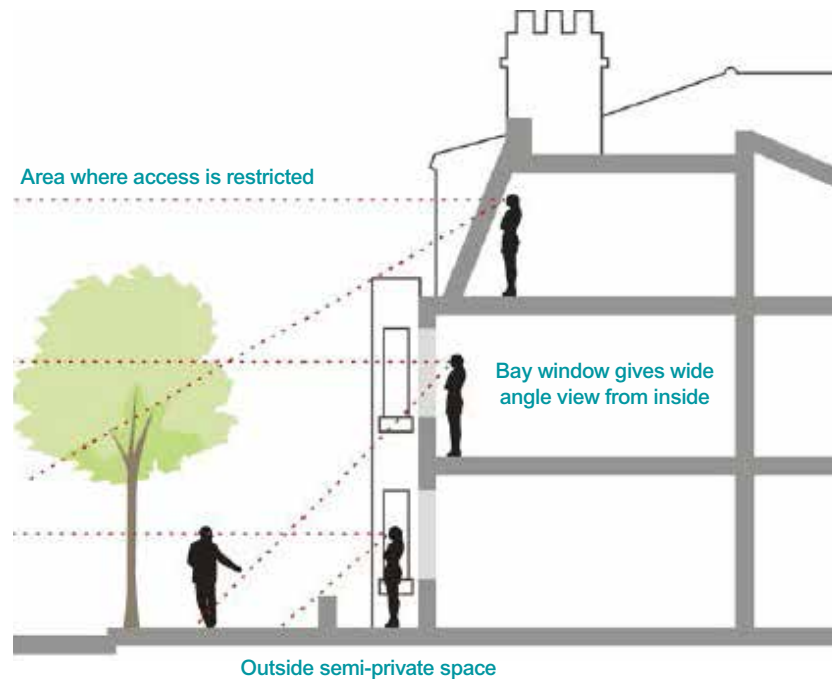 Area where access is restricted
Bay window gives wide
angle view from inside
Outside semi-private space